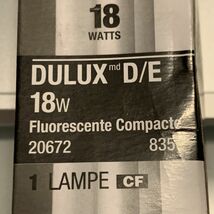 18
WATTS
DULUX md D/E
18W
Fluorescente Compacte
20672 835
1 LAMPE CF